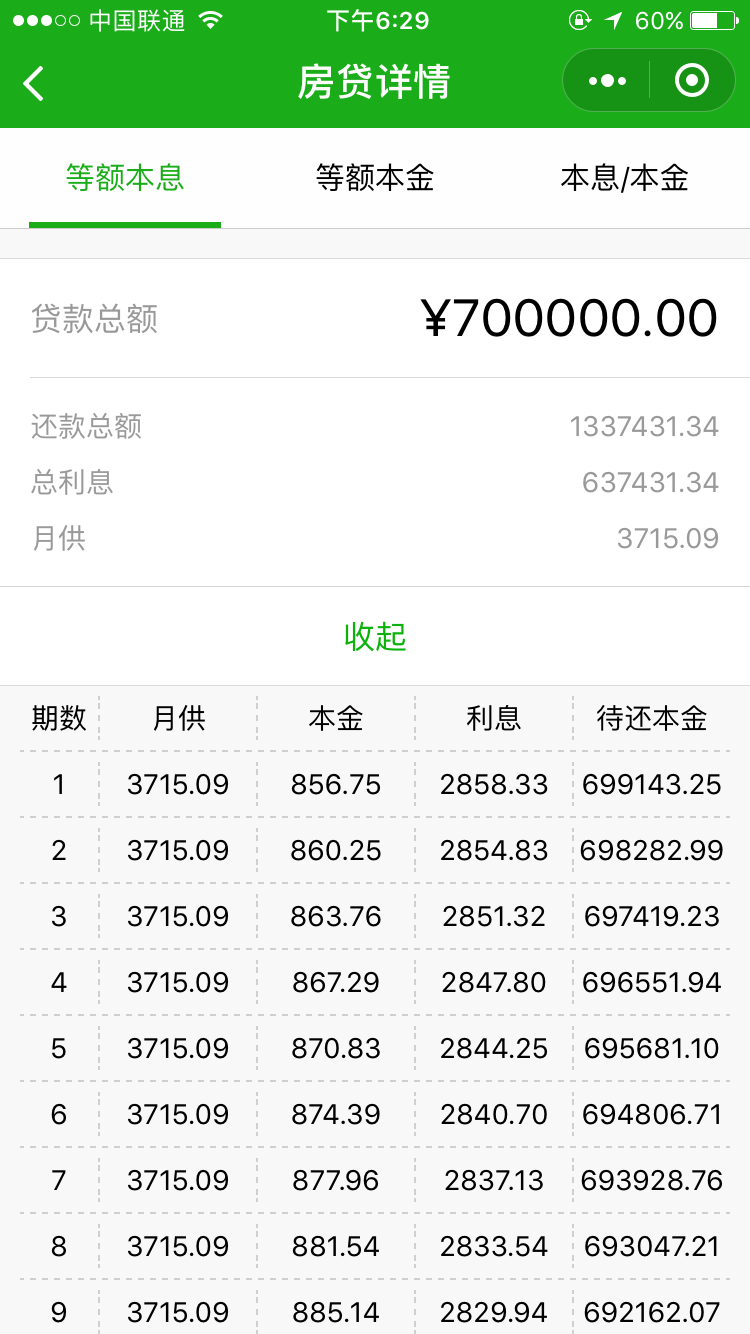 中国联通 下午6:29 60%
房贷详情
等额本息 等额本金 本息/本金
贷款总额 ¥700000.00
还款总额 1337431.34
总利息 637431.34
月供 3715.09
收起
期数 月供 本金 利息 待还本金
1 3715.09 856.75 2858.33 699143.25
2 3715.09 860.25 2854.83 698282.99
3 3715.09 863.76 2851.32 697419.23
4 3715.09 867.29 2847.80 696551.94
5 3715.09 870.83 2844.25 695681.10
6 3715.09 874.39 2840.70 694806.71
7 3715.09 877.96 2837.13 693928.76
8 3715.09 881.54 2833.54 693047.21
9 3715.09 885.14 2829.94 692162.07